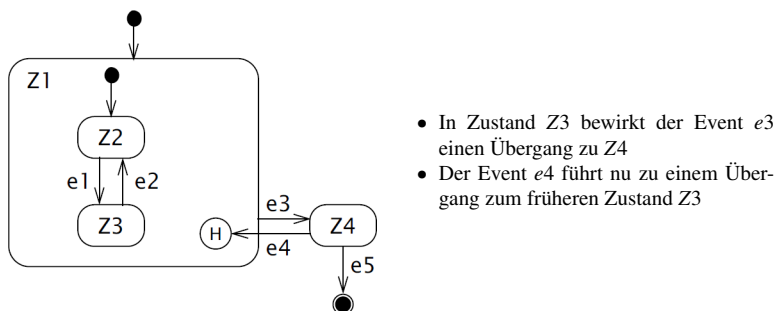 Z1
Z2
e1 e2
Z3
H
e3
e4
Z4
e5
• In Zustand Z3 bewirkt der Event e3
einen Übergang zu Z4
• Der Event e4 führt nu zu einem Über-
gang zum früheren Zustand Z3